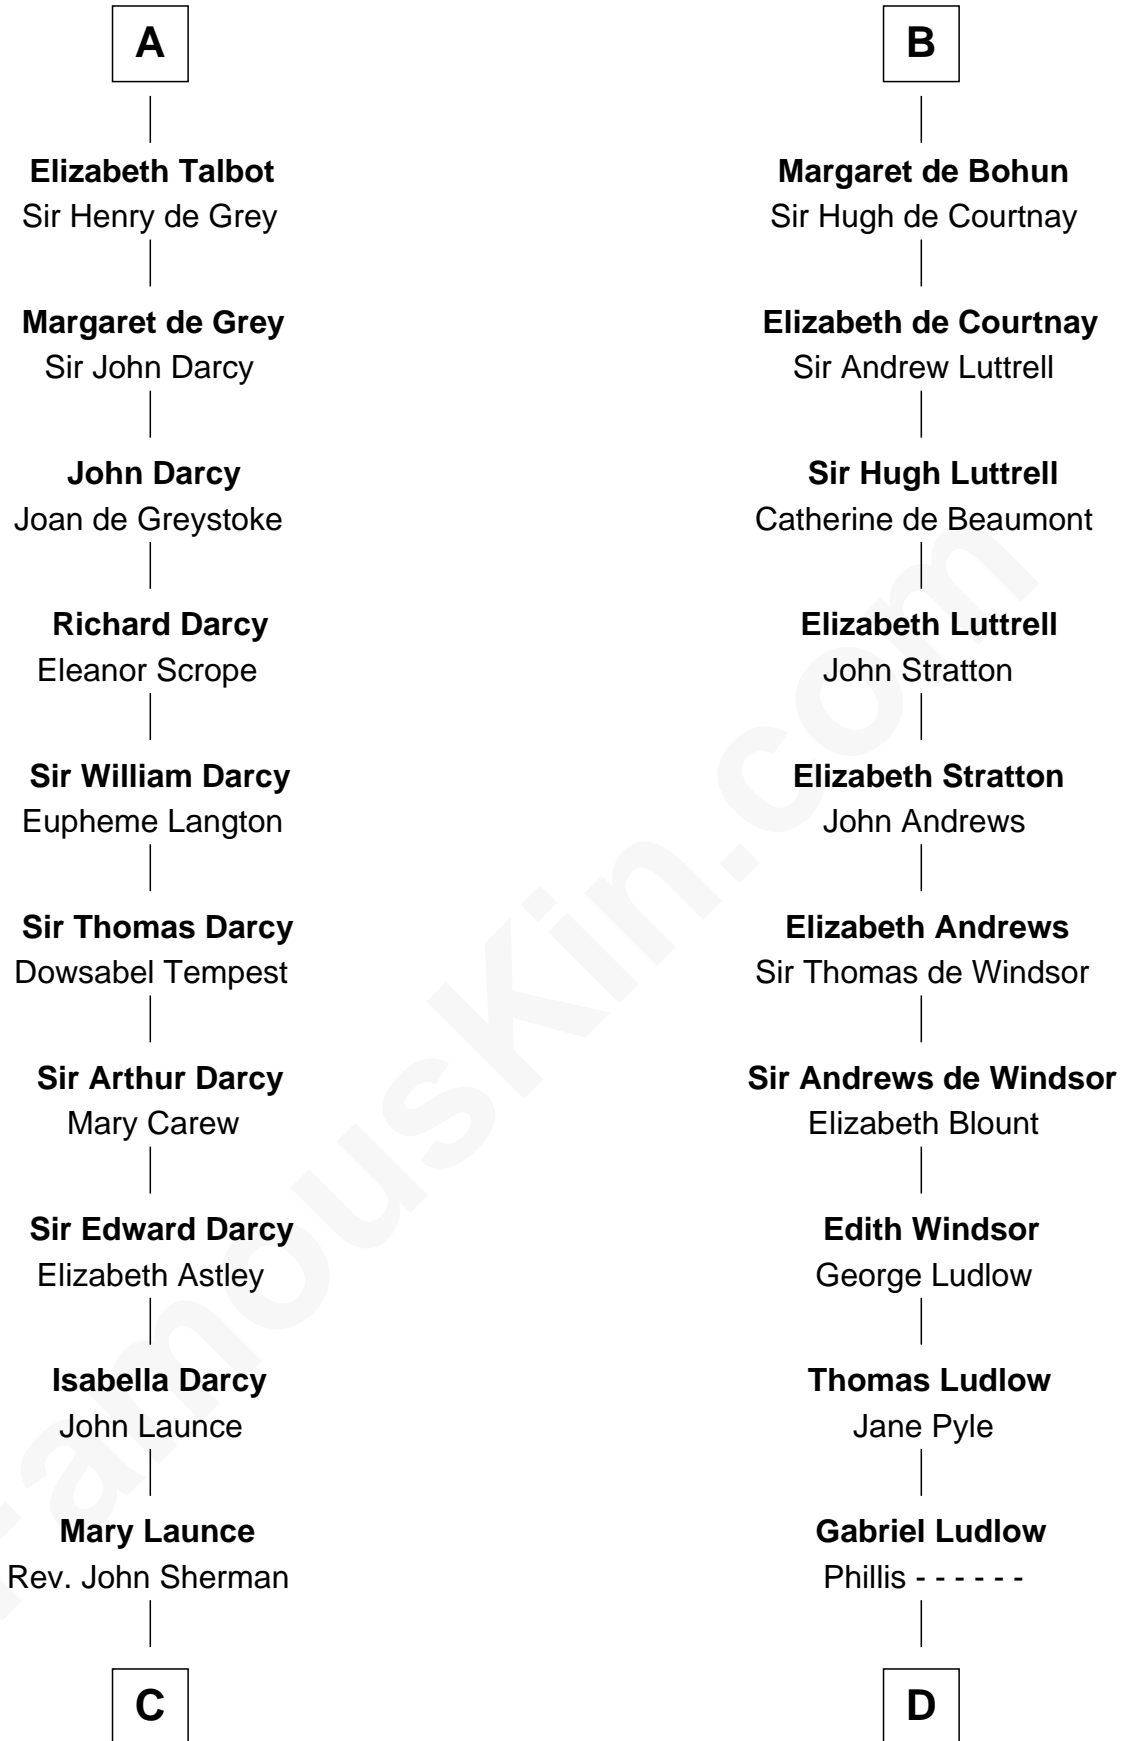 A
Elizabeth Talbot
Sir Henry de Grey
Margaret de Grey
Sir John Darcy
John Darcy
Joan de Greystoke
Richard Darcy
Eleanor Scrope
Sir William Darcy
Eupheme Langton
Sir Thomas Darcy
Dowsabel Tempest
Sir Arthur Darcy
Mary Carew
Sir Edward Darcy
Elizabeth Astley
Isabella Darcy
John Launce
Mary Launce
Rev. John Sherman
C
B
Margaret de Bohun
Sir Hugh de Courtnay
Elizabeth de Courtnay
Sir Andrew Luttrell
Sir Hugh Luttrell
Catherine de Beaumont
Elizabeth Luttrell
John Stratton
Elizabeth Stratton
John Andrews
Elizabeth Andrews
Sir Thomas de Windsor
Sir Andrews de Windsor
Elizabeth Blount
Edith Windsor
George Ludlow
Thomas Ludlow
Jane Pyle
Gabriel Ludlow
Phillis - - - - - -
D
FamousKin.com